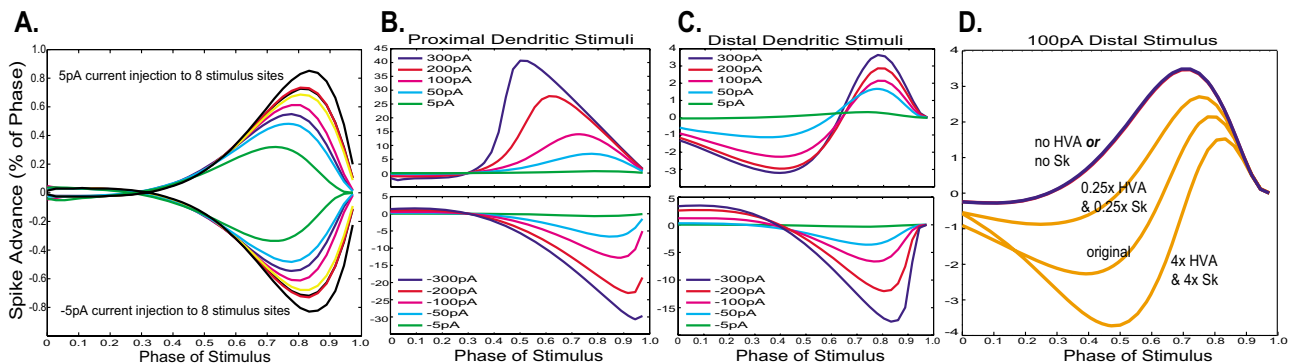 A.
B.
C.
D.
Spike Advance (% of Phase)
1.0
0.8
0.6
0.4
0.2
0
-0.2
-0.4
-0.6
-0.8
5pA current injection to 8 stimulus sites
-5pA current injection to 8 stimulus sites
0 0.1 0.2 0.3 0.4 0.5 0.6 0.7 0.8 0.9 1.0
Phase of Stimulus
Proximal Dendritic Stimuli
45
40
35
30
25
20
15
10
5
0
300pA
200pA
100pA
50pA
5pA
5
0
-5
-10
-15
-20
-25
-30
-300pA
-200pA
-100pA
-50pA
-5pA
0 0.1 0.2 0.3 0.4 0.5 0.6 0.7 0.8 0.9 1.0
Phase of Stimulus
Distal Dendritic Stimuli
4
3
2
1
0
-1
-2
-3
300pA
200pA
100pA
50pA
5pA
5
0
-5
-10
-15
-300pA
-200pA
-100pA
-50pA
-5pA
0 0.1 0.2 0.3 0.4 0.5 0.6 0.7 0.8 0.9 1.0
Phase of Stimulus
100pA Distal Stimulus
4
3
2
1
0
-1
-2
-3
-4
no HVA or
no Sk
0.25x HVA
& 0.25x Sk
original
4x HVA
& 4x Sk
0 0.1 0.2 0.3 0.4 0.5 0.6 0.7 0.8 0.9 1.0
Phase of Stimulus